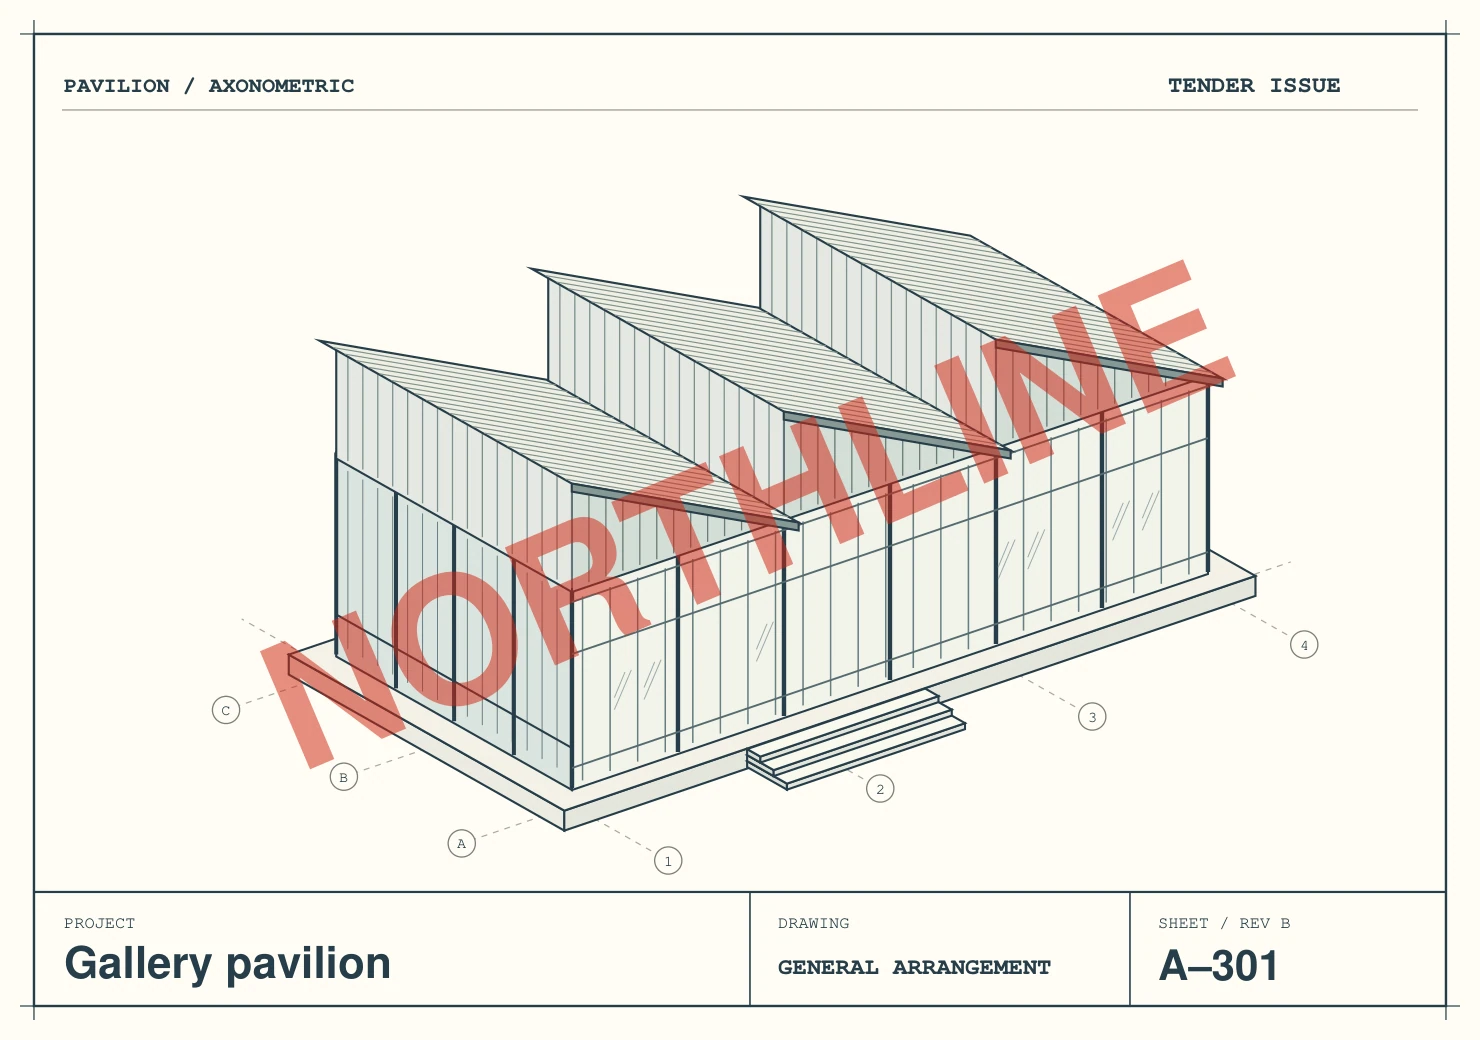 PAVILION / AXONOMETRIC
TENDER ISSUE
NORTHLINE
C
B
A
1
2
3
4
PROJECT
Gallery pavilion
DRAWING
GENERAL ARRANGEMENT
SHEET / REV B
A–301